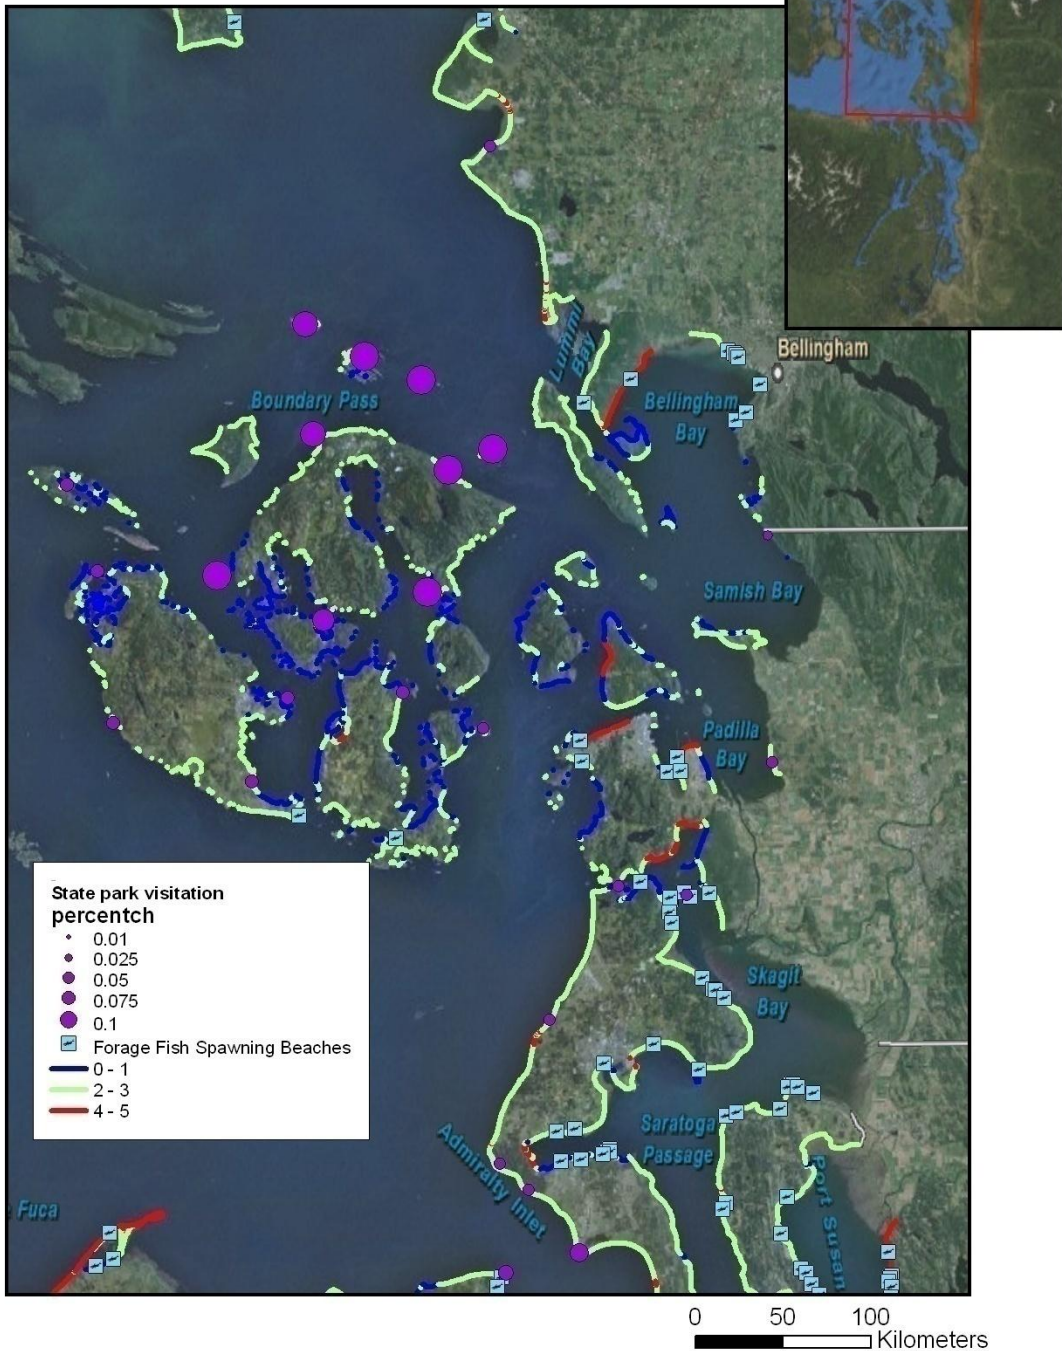 Bellingham
Lummi
Bay
Boundary Pass
Bellingham
Bay
Samish Bay
Padilla
Bay
Skagit
Bay
Saratoga
Passage
Admiralty Inlet
Port Susan
Fuca
State park visitation
percentch
0.01
0.025
0.05
0.075
0.1
Forage Fish Spawning Beaches
0 - 1
2 - 3
4 - 5
0 50 100
Kilometers